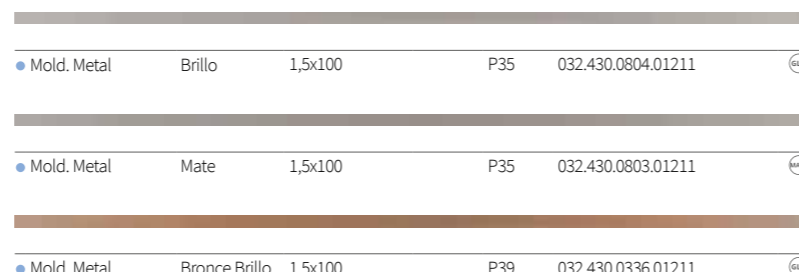 Mold. Metal Brillo 1,5x100 P35 032.430.0804.01211
Mold. Metal Mate 1,5x100 P35 032.430.0803.01211
Mold. Metal Bronce Brillo 1,5x100 P39 032.430.0336.01211